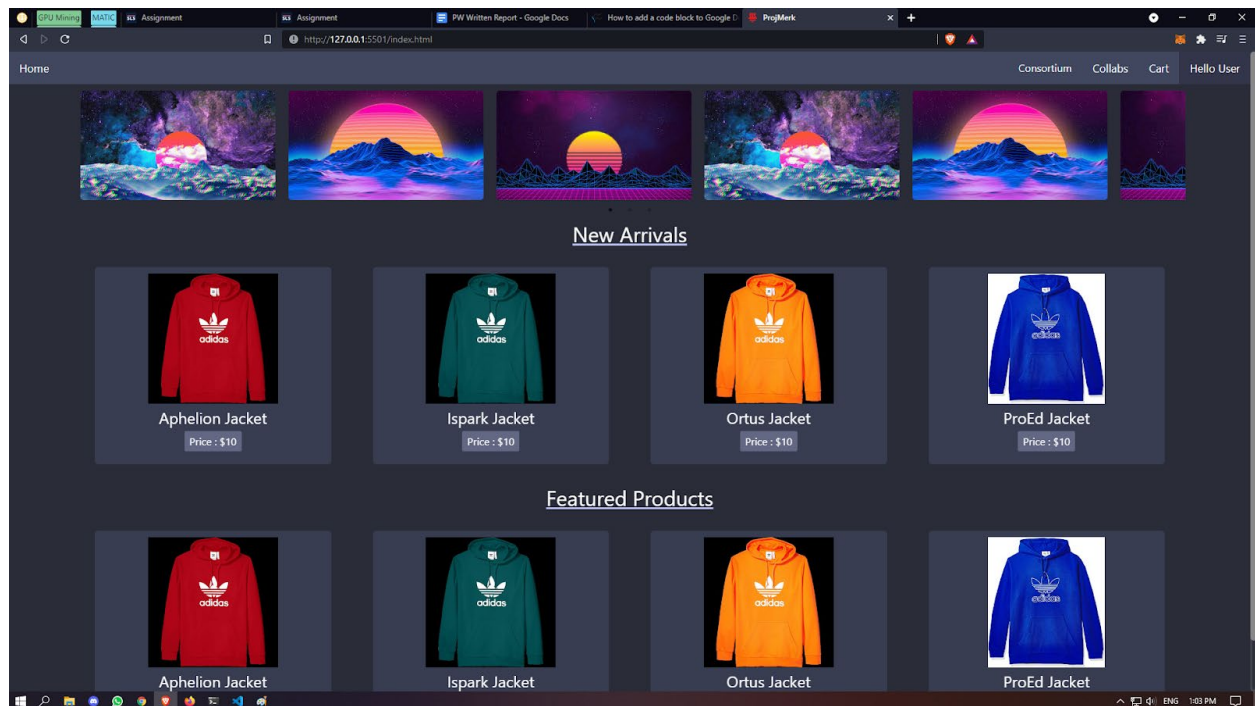 GPU Mining MATIC SLS Assignment SLS Assignment PW Written Report - Google Docs How to add a code block to Google D ProjMerk
http://127.0.0.1:5501/index.html
Home Consortium Collabs Cart Hello User
New Arrivals
adidas adidas adidas adidas
Aphelion Jacket Ispark Jacket Ortus Jacket ProEd Jacket
Price : $10 Price : $10 Price : $10 Price : $10
Featured Products
adidas adidas adidas adidas
Aphelion Jacket Ispark Jacket Ortus Jacket ProEd Jacket
ENG 1:03 PM